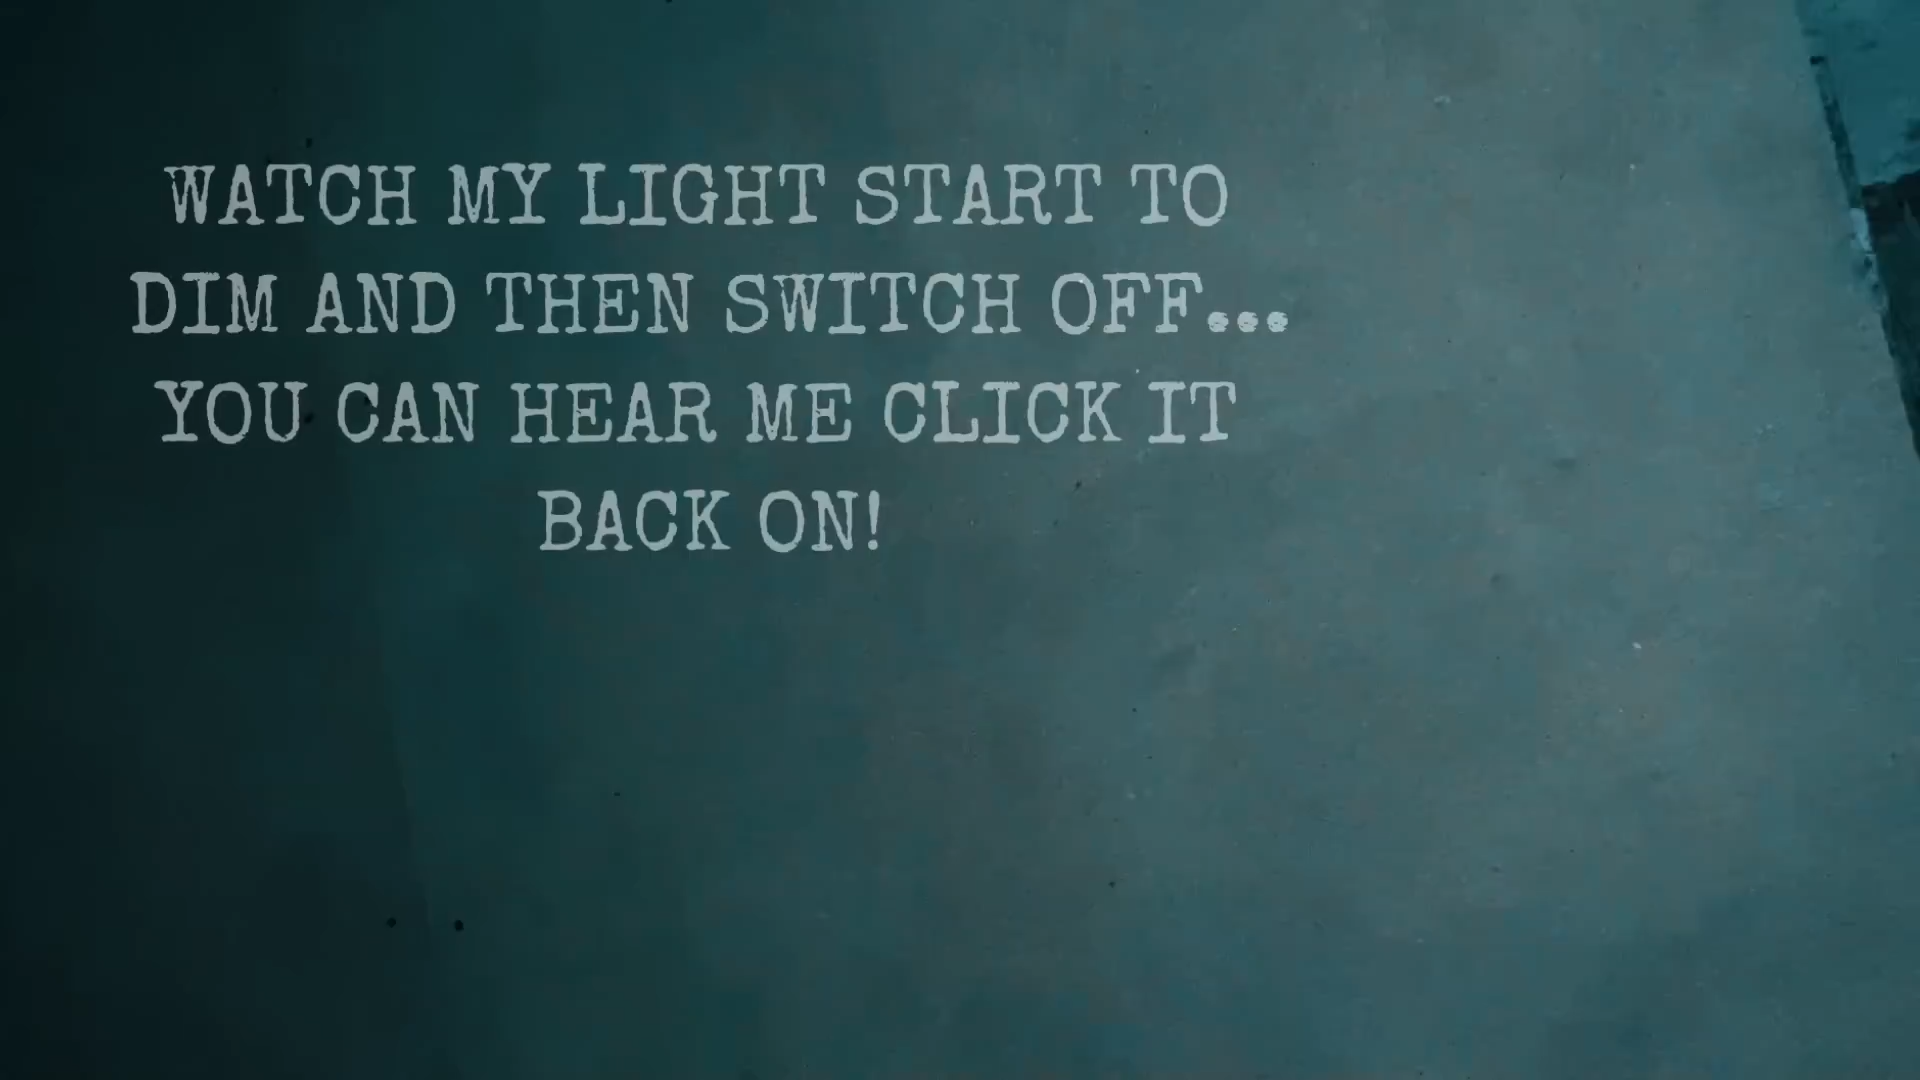 WATCH MY LIGHT START TO
DIM AND THEN SWITCH OFF...
YOU CAN HEAR ME CLICK IT
BACK ON!